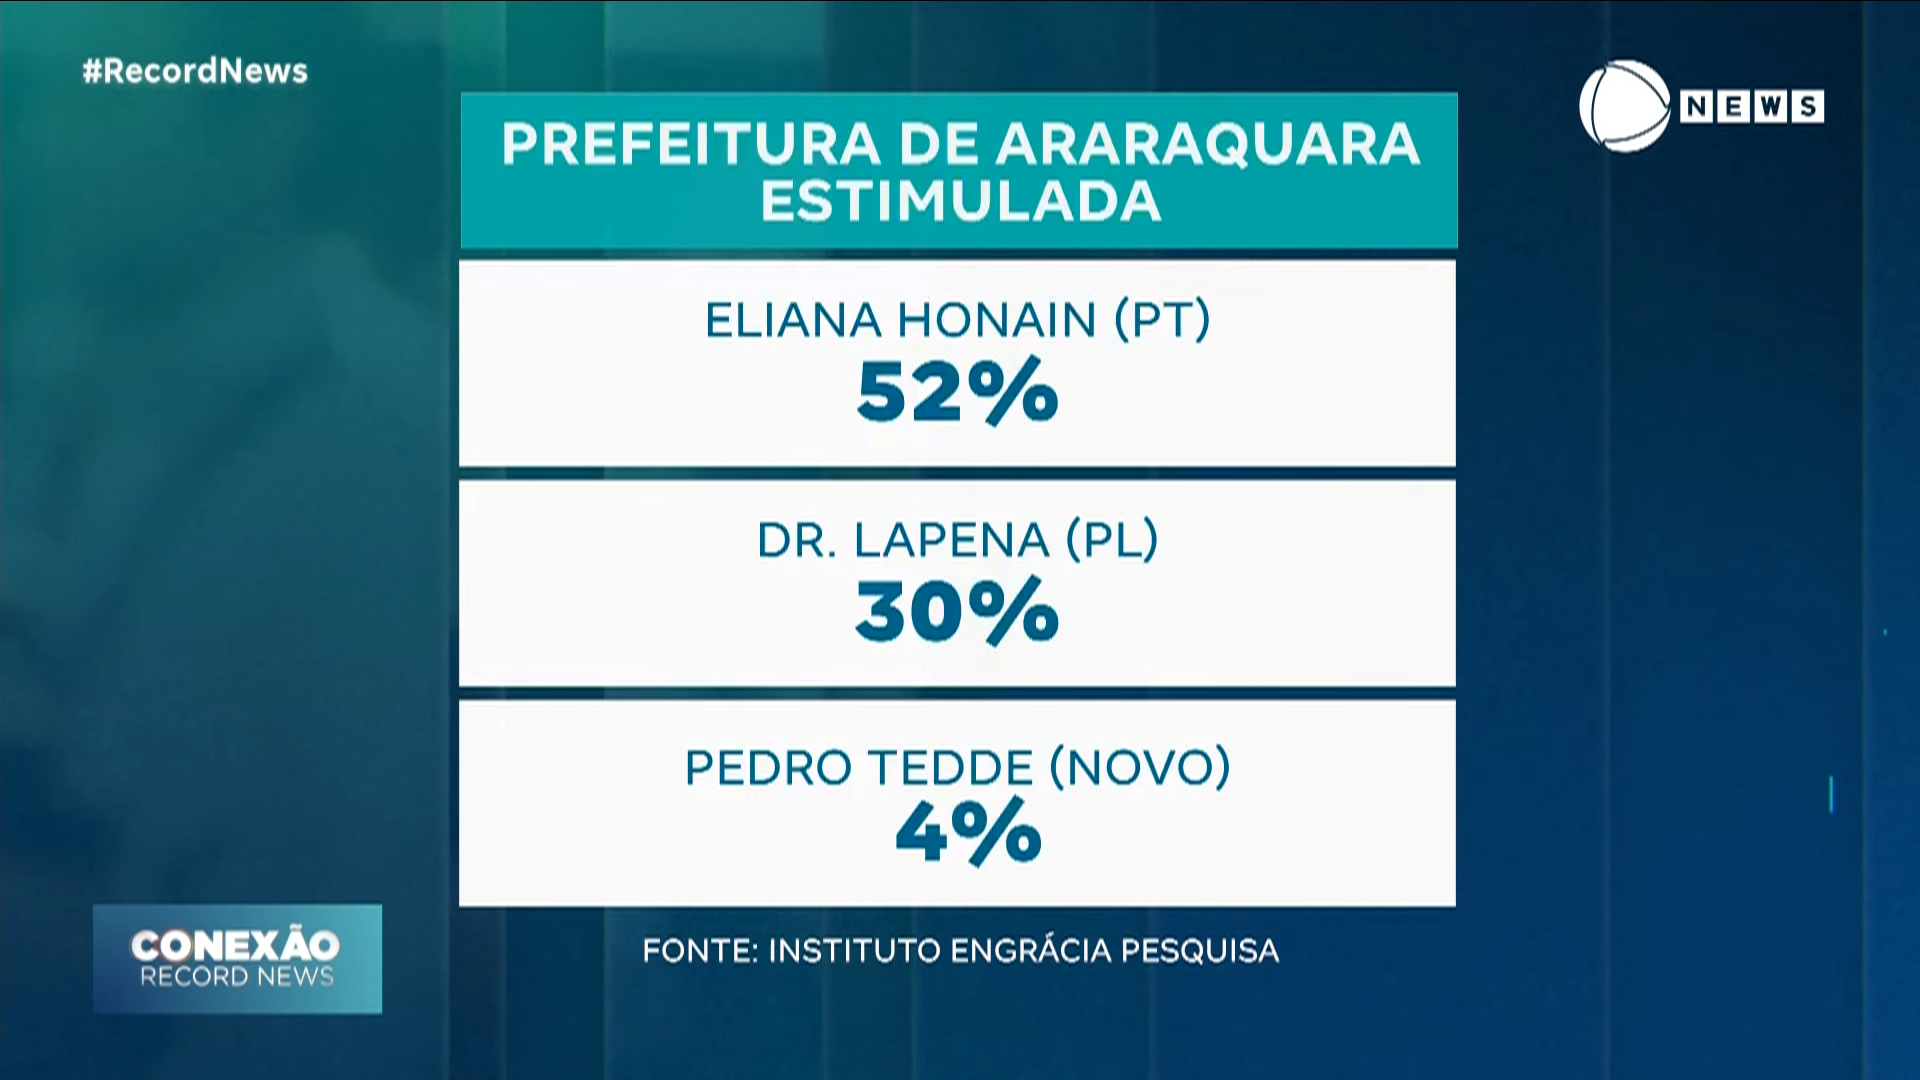 #RecordNews
NEWS
PREFEITURA DE ARARAQUARA
ESTIMULADA
ELIANA HONAIN (PT)
52%
DR. LAPENA (PL)
30%
PEDRO TEDDE (NOVO)
4%
CONEXÃO
RECORD NEWS
FONTE: INSTITUTO ENGRÁCIA PESQUISA